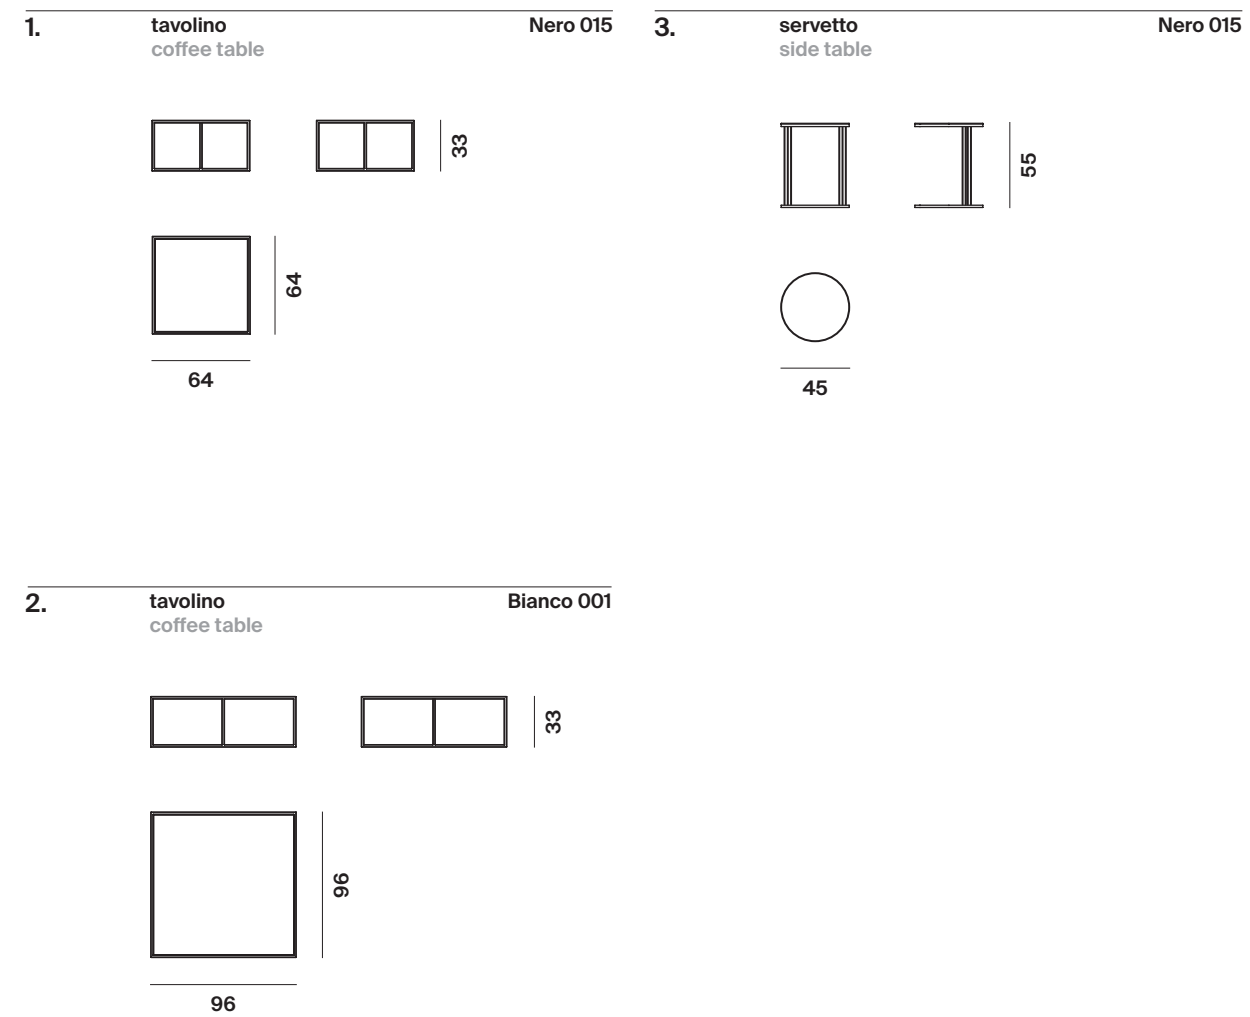 1.
tavolino
Nero 015
coffee table
33
64
64
2.
tavolino
Bianco 001
coffee table
33
96
96
3.
servetto
Nero 015
side table
55
45